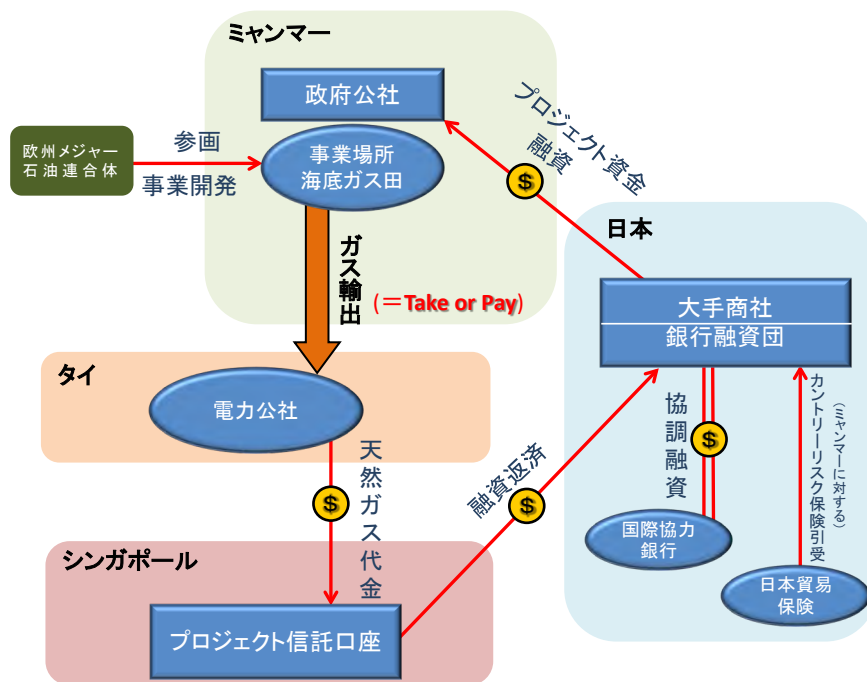 ミャンマー
政府公社
欧州メジャー
石油連合体
参画
事業開発
事業場所
海底ガス田
プロジェクト資金
融資
$
ガス輸出
(＝Take or Pay)
日本
大手商社
銀行融資団
タイ
電力公社
天然ガス代金
$
融資返済
$
協調融資
$
（ミャンマーに対する）
カントリーリスク保険引受
国際協力
銀行
日本貿易
保険
シンガポール
プロジェクト信託口座